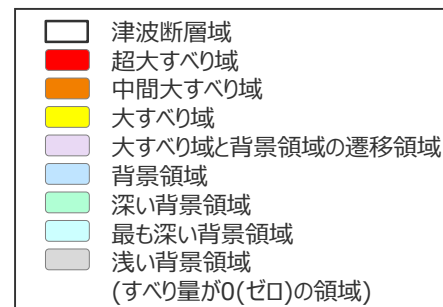 津波断層域
超大すべり域
中間大すべり域
大すべり域
大すべり域と背景領域の遷移領域
背景領域
深い背景領域
最も深い背景領域
浅い背景領域
(すべり量が0(ゼロ)の領域)